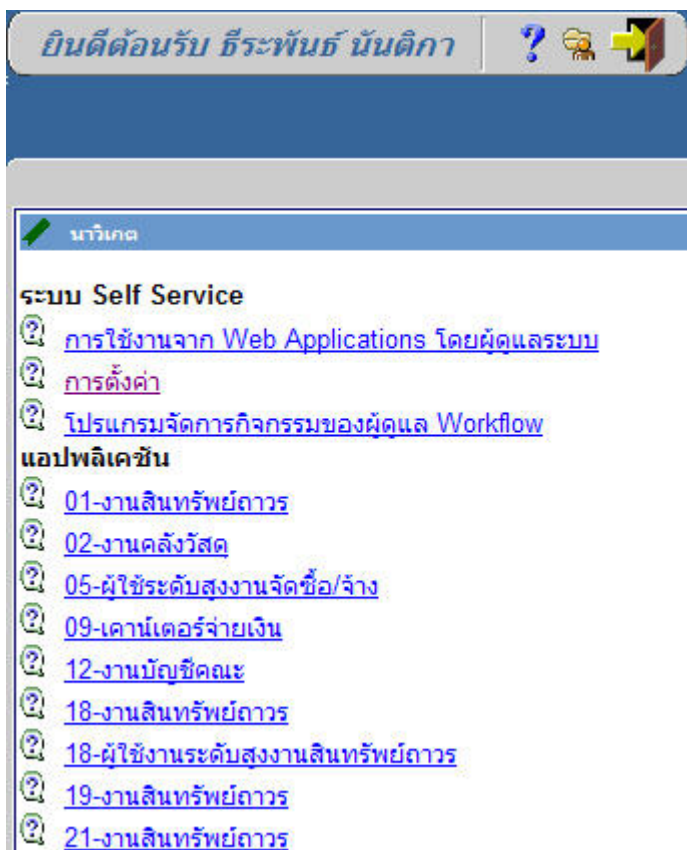 ยินดีต้อนรับ ธีระพันธ์ นันติกา
นาวิเกต
ระบบ Self Service
การใช้งานจาก Web Applications โดยผู้ดูแลระบบ
การตั้งค่า
โปรแกรมจัดการกิจกรรมของผู้ดูแล Workflow
แอปพลิเคชัน
01-งานสินทรัพย์ถาวร
02-งานคลังวัสดุ
05-ผู้ใช้ระดับสูงงานจัดซื้อ/จ้าง
09-เคาน์เตอร์จ่ายเงิน
12-งานบัญชีคณะ
18-งานสินทรัพย์ถาวร
18-ผู้ใช้งานระดับสูงงานสินทรัพย์ถาวร
19-งานสินทรัพย์ถาวร
21-งานสินทรัพย์ถาวร